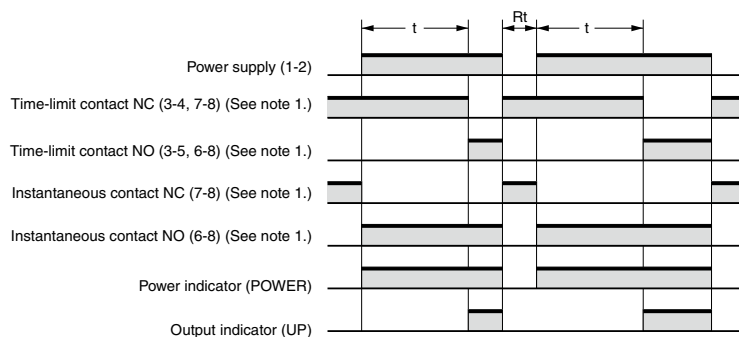 t Rt t
Power supply (1-2)
Time-limit contact NC (3-4, 7-8) (See note 1.)
Time-limit contact NO (3-5, 6-8) (See note 1.)
Instantaneous contact NC (7-8) (See note 1.)
Instantaneous contact NO (6-8) (See note 1.)
Power indicator (POWER)
Output indicator (UP)